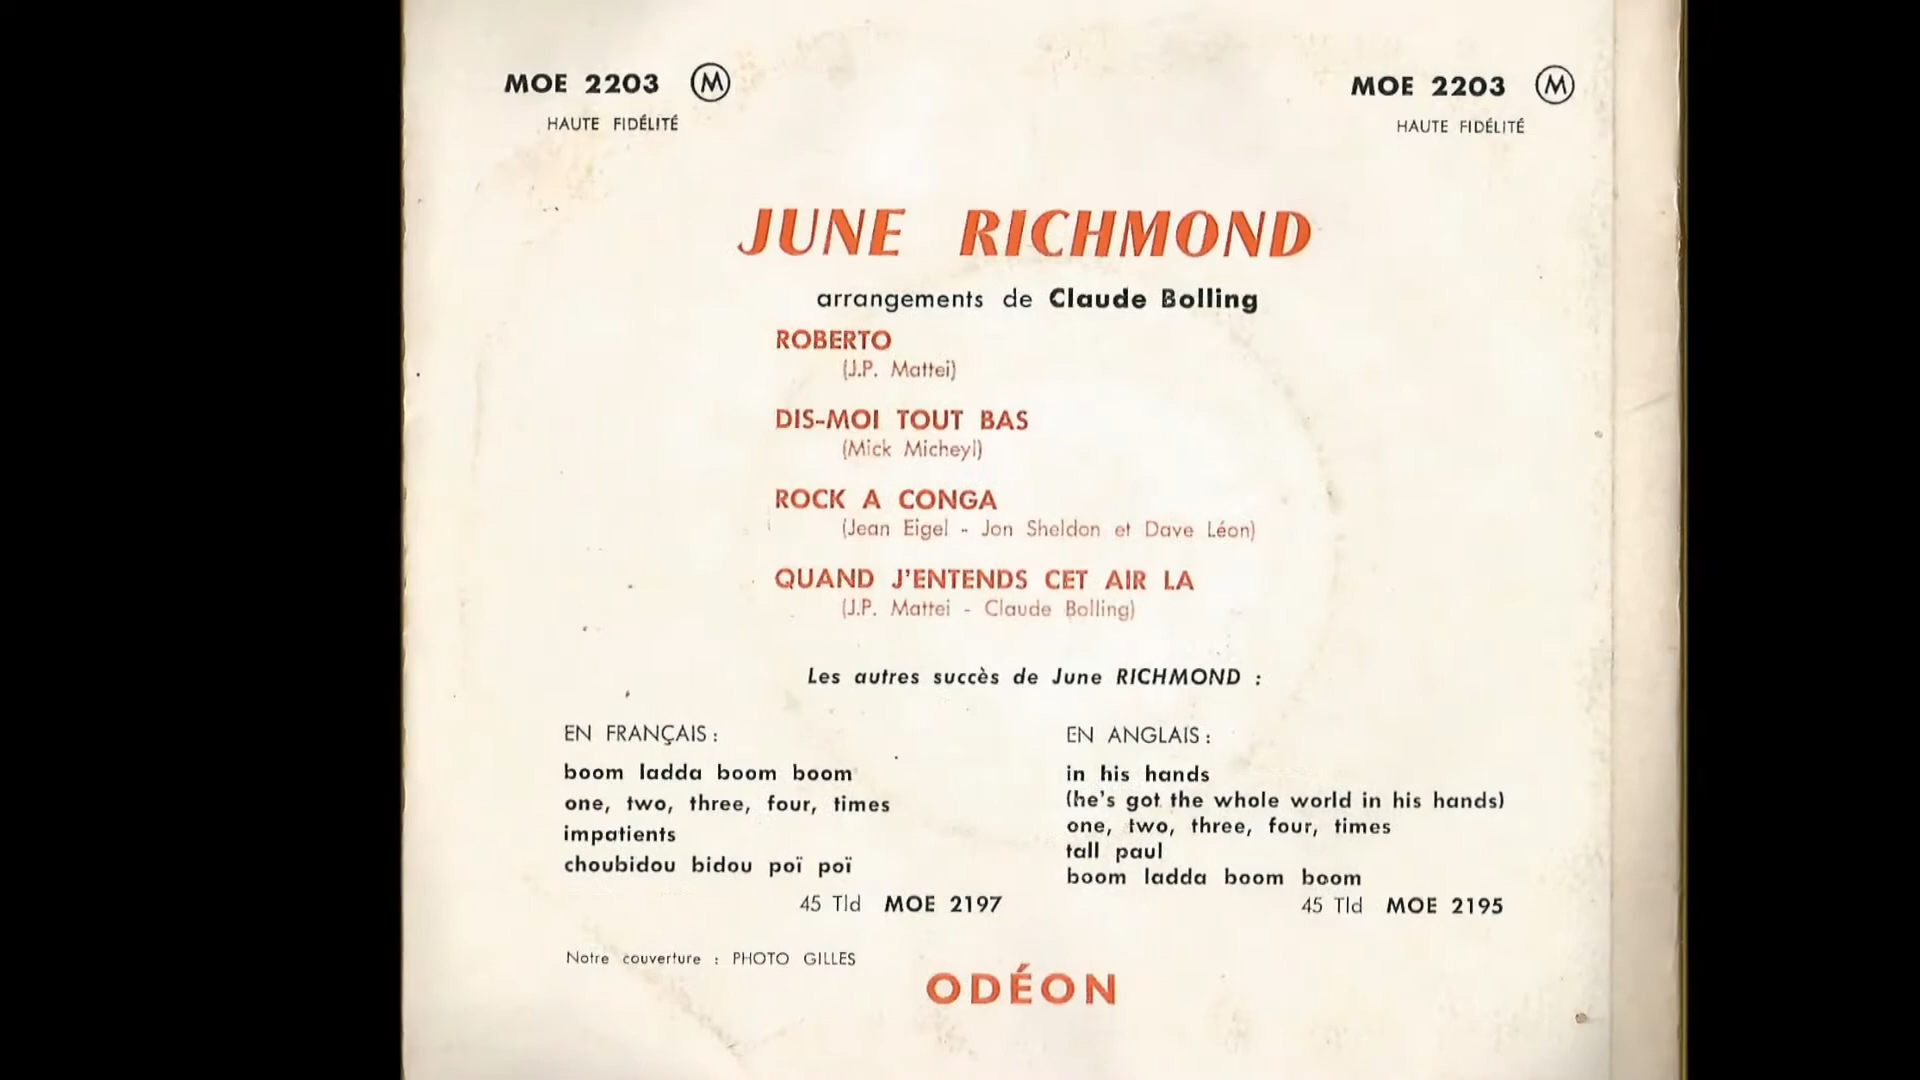 MOE 2203 M
HAUTE FIDÉLITÉ
MOE 2203 M
HAUTE FIDÉLITÉ
JUNE RICHMOND
arrangements de Claude Bolling
ROBERTO
(J.P. Mattei)
DIS-MOI TOUT BAS
(Mick Micheyl)
ROCK A CONGA
(Jean Eigel - Jon Sheldon et Dave Léon)
QUAND J'ENTENDS CET AIR LA
(J.P. Mattei - Claude Bolling)
Les autres succès de June RICHMOND :
EN FRANÇAIS :
boom ladda boom boom
one, two, three, four, times
impatients
choubidou bidou poï poï
45 Tld MOE 2197
EN ANGLAIS :
in his hands
(he's got the whole world in his hands)
one, two, three, four, times
tall paul
boom ladda boom boom
45 Tld MOE 2195
Notre couverture : PHOTO GILLES
ODÉON